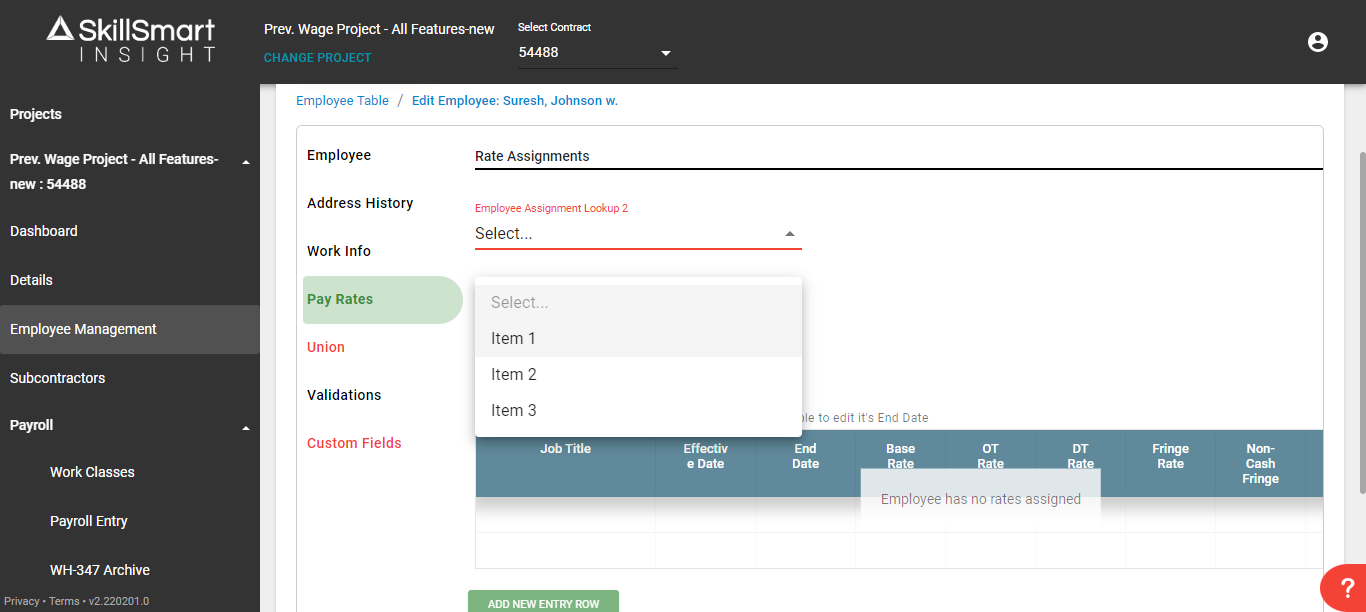 SkillSmart
INSIGHT
Prev. Wage Project - All Features-new
CHANGE PROJECT
Select Contract
54488
Projects
Prev. Wage Project - All Features-
new : 54488
Dashboard
Details
Employee Management
Subcontractors
Payroll
Work Classes
Payroll Entry
WH-347 Archive
Privacy • Terms • v2.220201.0
Employee Table / Edit Employee: Suresh, Johnson w.
Employee
Address History
Work Info
Pay Rates
Union
Validations
Custom Fields
Rate Assignments
Employee Assignment Lookup 2
Select...
Select...
Item 1
Item 2
Item 3
to edit it's End Date
Job Title
Effectiv
e Date
End
Date
Base
Rate
OT
Rate
DT
Rate
Fringe
Rate
Non-
Cash
Fringe
Employee has no rates assigned
ADD NEW ENTRY ROW
?